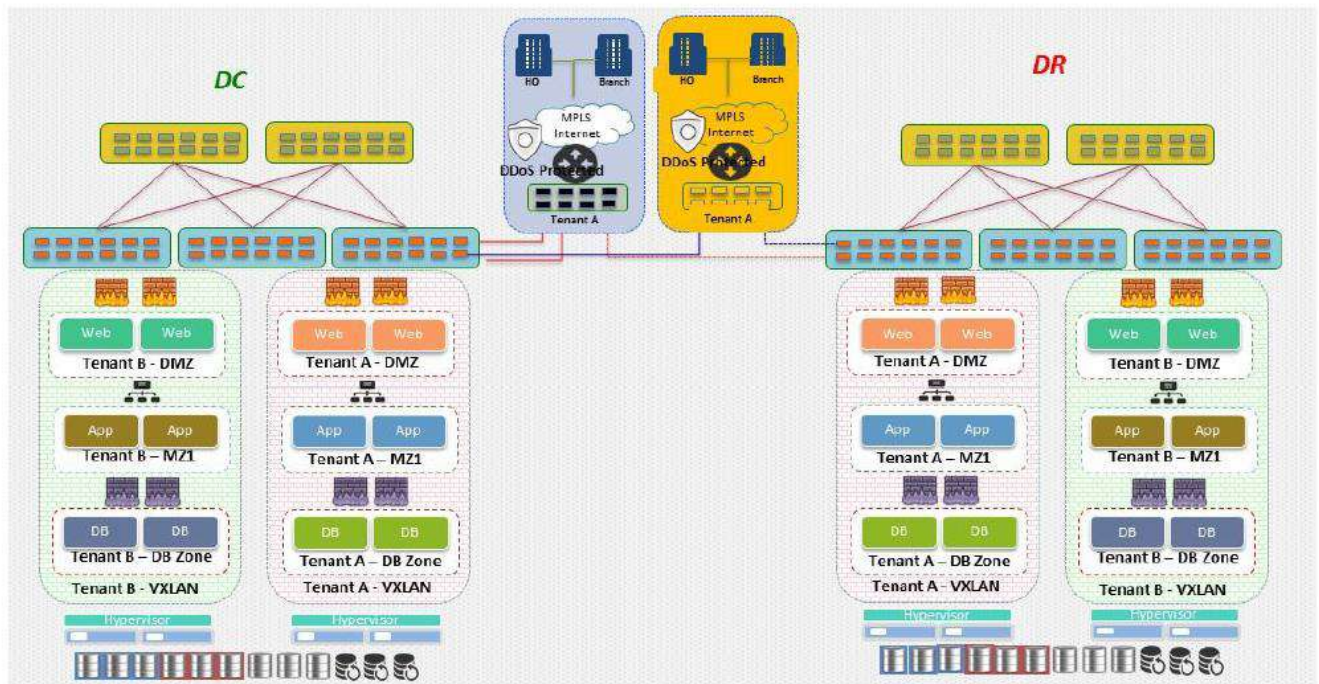 DC
DR
HO
Branch
MPLS
Internet
DDoS Protected
Tenant A
HO
Branch
MPLS
Internet
DDoS Protected
Tenant A
Web
Web
Tenant B - DMZ
App
App
Tenant B – MZ1
DB
DB
Tenant B – DB Zone
Tenant B - VXLAN
Hypervisor
Web
Web
Tenant A - DMZ
App
App
Tenant A – MZ1
DB
DB
Tenant A – DB Zone
Tenant A - VXLAN
Hypervisor
Web
Web
Tenant A - DMZ
App
App
Tenant A – MZ1
DB
DB
Tenant A – DB Zone
Tenant A - VXLAN
Hypervisor
Web
Web
Tenant B - DMZ
App
App
Tenant B – MZ1
DB
DB
Tenant B – DB Zone
Tenant B - VXLAN
Hypervisor